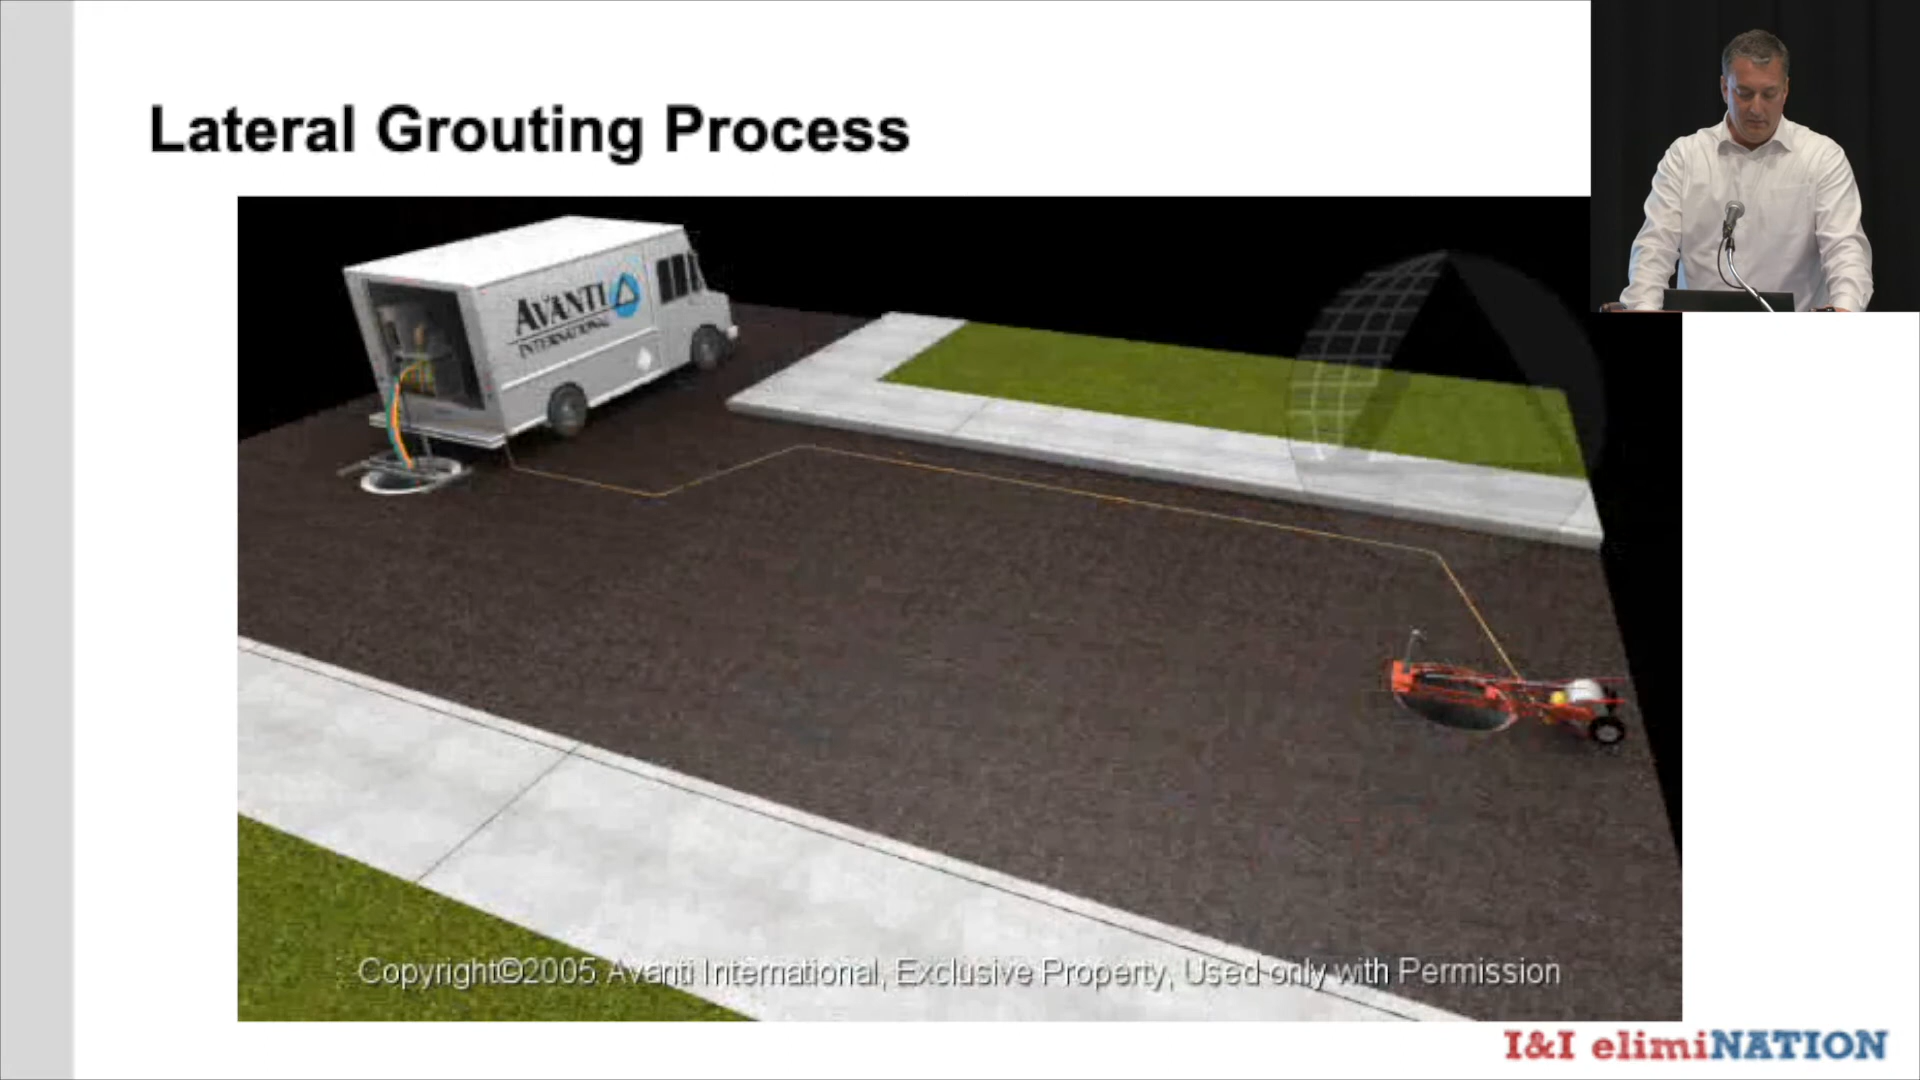 Lateral Grouting Process
AVANTI
INTERNATIONAL
Copyright©2005 Avanti International, Exclusive Property, Used only with Permission
I&I elimiNATION